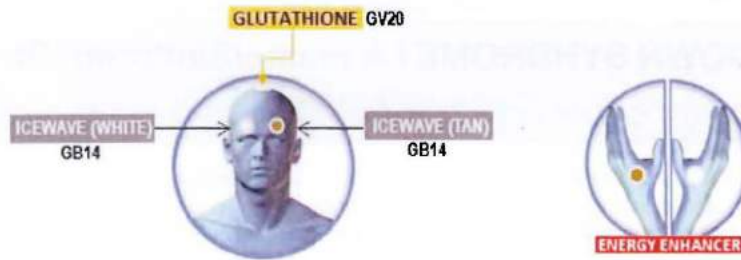 GLUTATHIONE GV20
ICEWAVE (WHITE)
GB14
ICEWAVE (TAN)
GB14
ENERGY ENHANCER